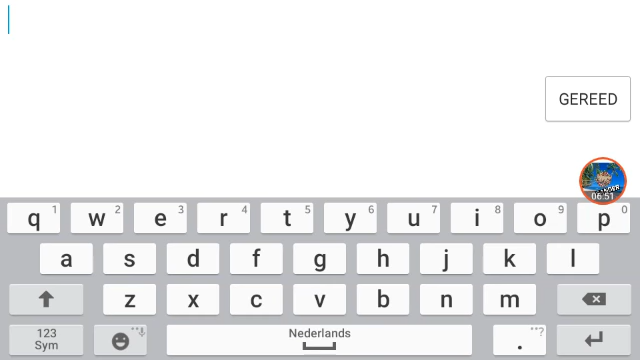 GEREED
06:51
q 1 w 2 e 3 r 4 t 5 y 6 u 7 i 8 o 9 p 0
a s d f g h j k l
z x c v b n m
123 Nederlands . "?
Sym